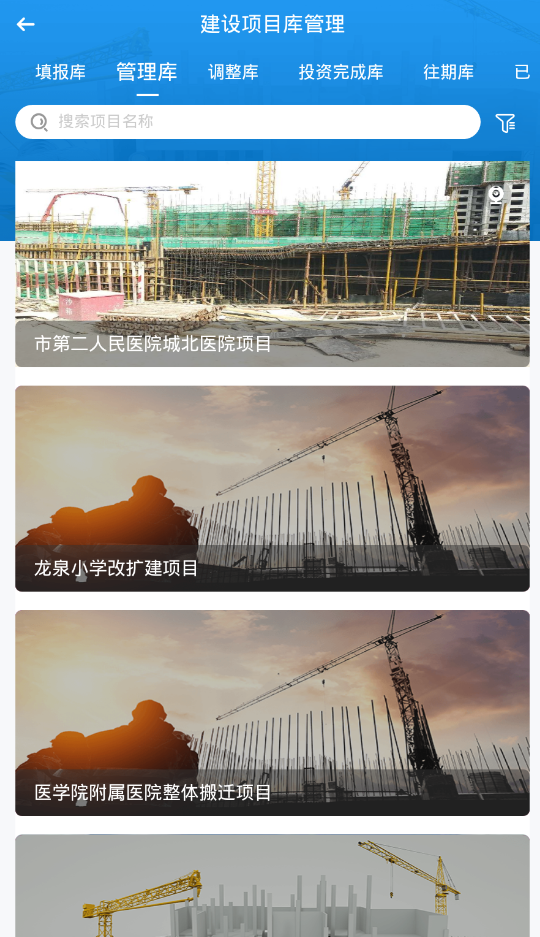 建设项目库管理
填报库 管理库 调整库 投资完成库 往期库 已
搜索项目名称
市第二人民医院城北医院项目
龙泉小学改扩建项目
医学院附属医院整体搬迁项目